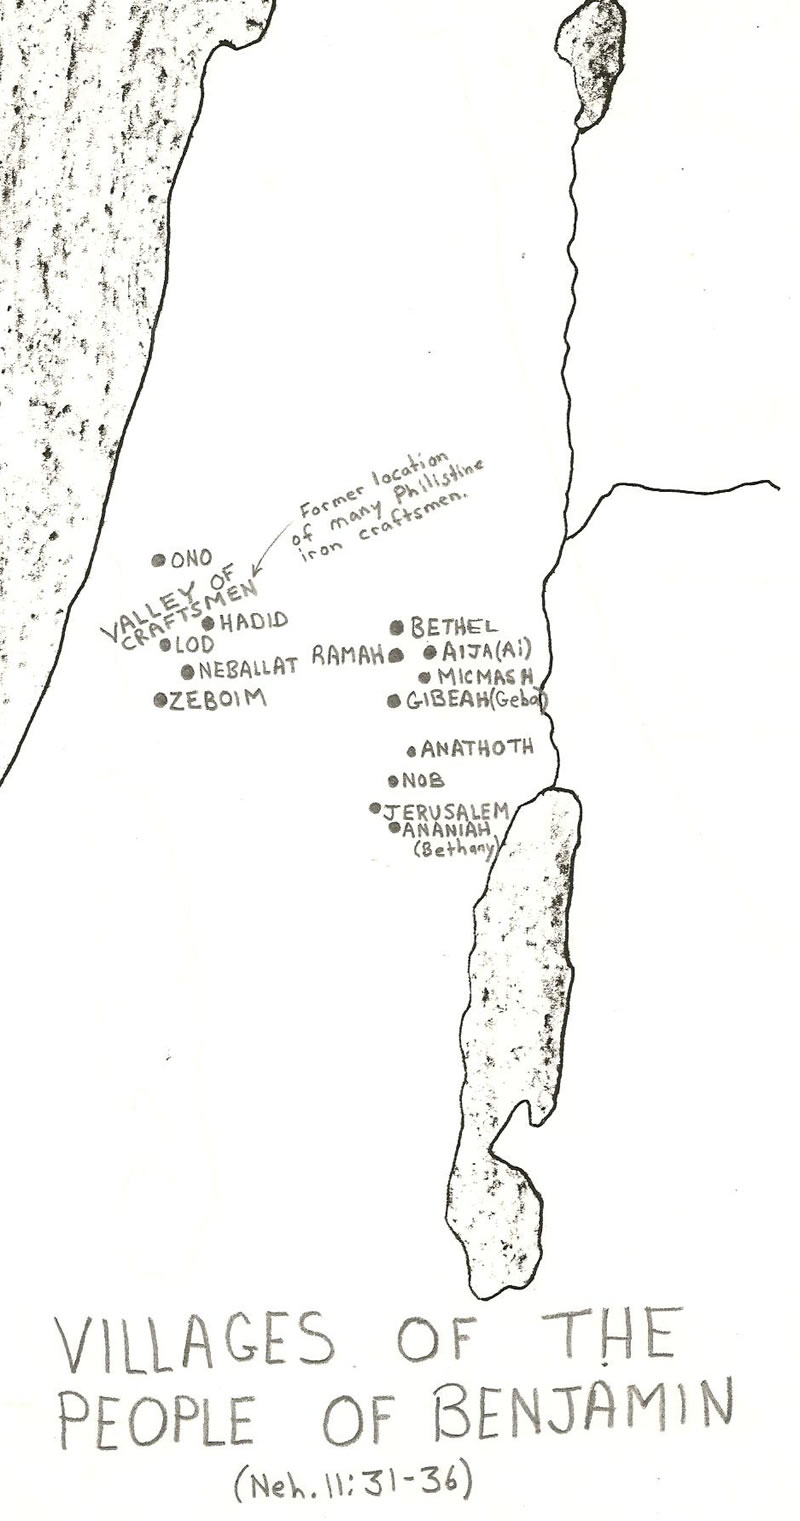 Former location
of many Philistine
iron craftsmen.
ONO
VALLEY OF
CRAFTSMEN
HADID
LOD
NEBALLAT
ZEBOIM
BETHEL
RAMAH
AIJA(Ai)
MICMASH
GIBEAH(Geba)
ANATHOTH
NOB
JERUSALEM
ANANIAH
(Bethany)
VILLAGES OF THE
PEOPLE OF BENJAMIN
(Neh. 11:31-36)